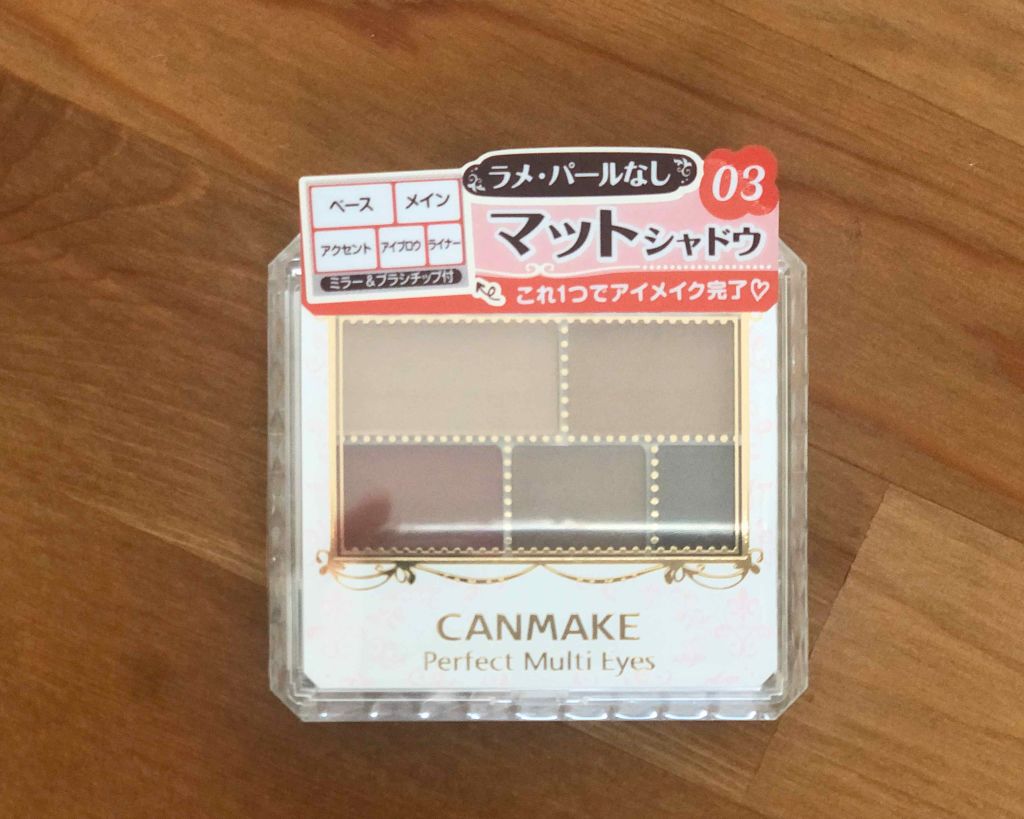 ラメ・パールなし
03
マットシャドウ
ベース メイン
アクセント アイブロウ ライナー
ミラー&ブラシチップ付
これ1つでアイメイク完了♡
CANMAKE
Perfect Multi Eyes